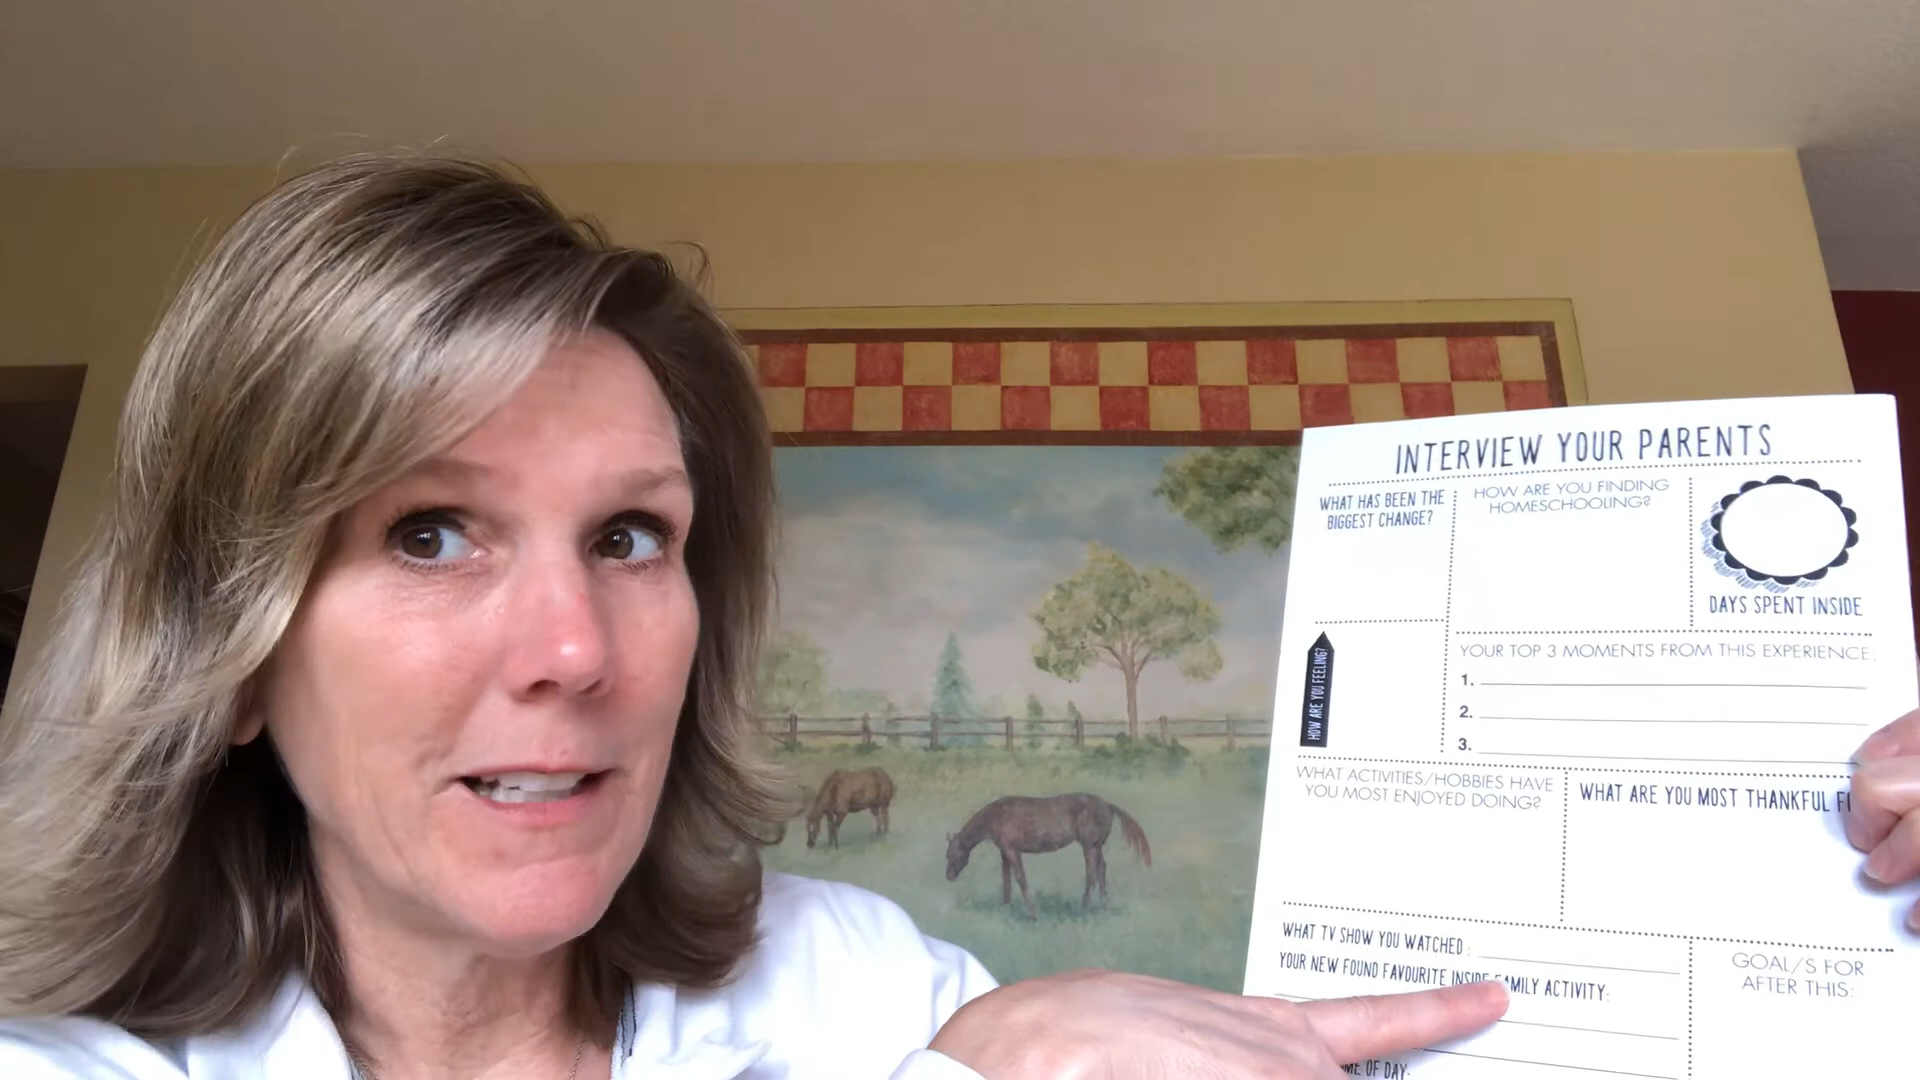 INTERVIEW YOUR PARENTS
WHAT HAS BEEN THE
BIGGEST CHANGE?
HOW ARE YOU FINDING
HOMESCHOOLING?
DAYS SPENT INSIDE
HOW ARE YOU FEELING?
YOUR TOP 3 MOMENTS FROM THIS EXPERIENCE:
1.
2.
3.
WHAT ACTIVITIES/HOBBIES HAVE
YOU MOST ENJOYED DOING?
WHAT ARE YOU MOST THANKFUL
WHAT TV SHOW YOU WATCHED :
YOUR NEW FOUND FAVOURITE INSIDE FAMILY ACTIVITY:
GOAL/S FOR
AFTER THIS:
OF DAY: